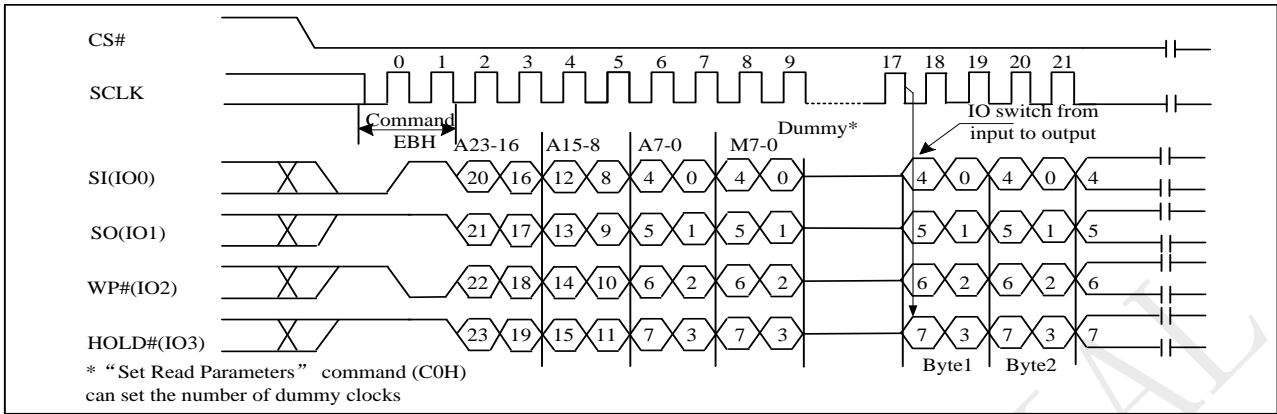 CS#
0 1 2 3 4 5 6 7 8 9 17 18 19 20 21
SCLK
Command
EBH
IO switch from
input to output
Dummy*
A23-16 A15-8 A7-0 M7-0
SI(IO0) 20 16 12 8 4 0 4 0 4 0 4 0 4
SO(IO1) 21 17 13 9 5 1 5 1 5 1 5 1 5
WP#(IO2) 22 18 14 10 6 2 6 2 6 2 6 2 6
HOLD#(IO3) 23 19 15 11 7 3 7 3 7 3 7 3 7
Byte1 Byte2
* “Set Read Parameters” command (C0H)
can set the number of dummy clocks